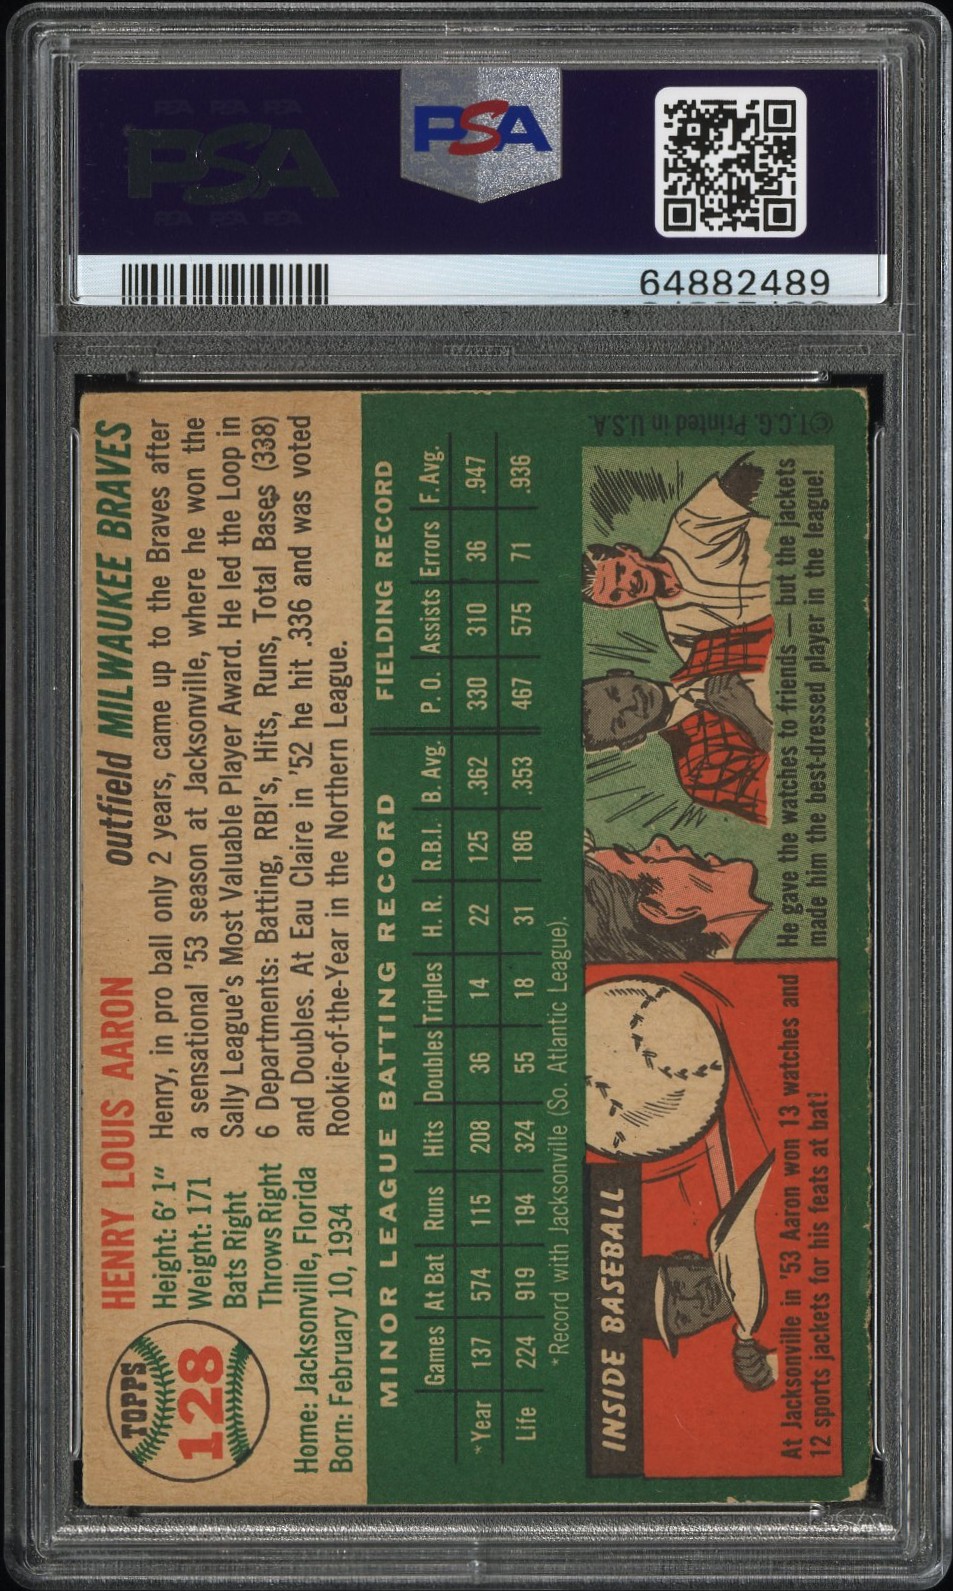 PSA
PSA
64882489
TOPPS
128
HENRY LOUIS AARON
outfield MILWAUKEE BRAVES
Height: 6' 1"
Weight: 171
Bats Right
Throws Right
Home: Jacksonville, Florida
Born: February 10, 1934
Henry, in pro ball only 2 years, came up to the Braves after
a sensational '53 season at Jacksonville, where he won the
Sally League's Most Valuable Player Award. He led the Loop in
6 Departments: Batting, RBI's, Hits, Runs, Total Bases (338)
and Doubles. At Eau Claire in '52 he hit .336 and was voted
Rookie-of-the-Year in the Northern League.
MINOR LEAGUE BATTING RECORD FIELDING RECORD
Games At Bat Runs Hits Doubles Triples H. R. R.B.I. B. Avg. P. O. Assists Errors F. Avg.
*Year 137 574 115 208 36 14 22 125 .362 330 310 36 .947
Life 224 919 194 324 55 18 31 186 .353 467 575 71 .936
*Record with Jacksonville (So. Atlantic League).
INSIDE BASEBALL
At Jacksonville in '53 Aaron won 13 watches and
12 sports jackets for his feats at bat!
He gave the watches to friends — but the jackets
made him the best-dressed player in the league!
©T.C.G. Printed in U.S.A.